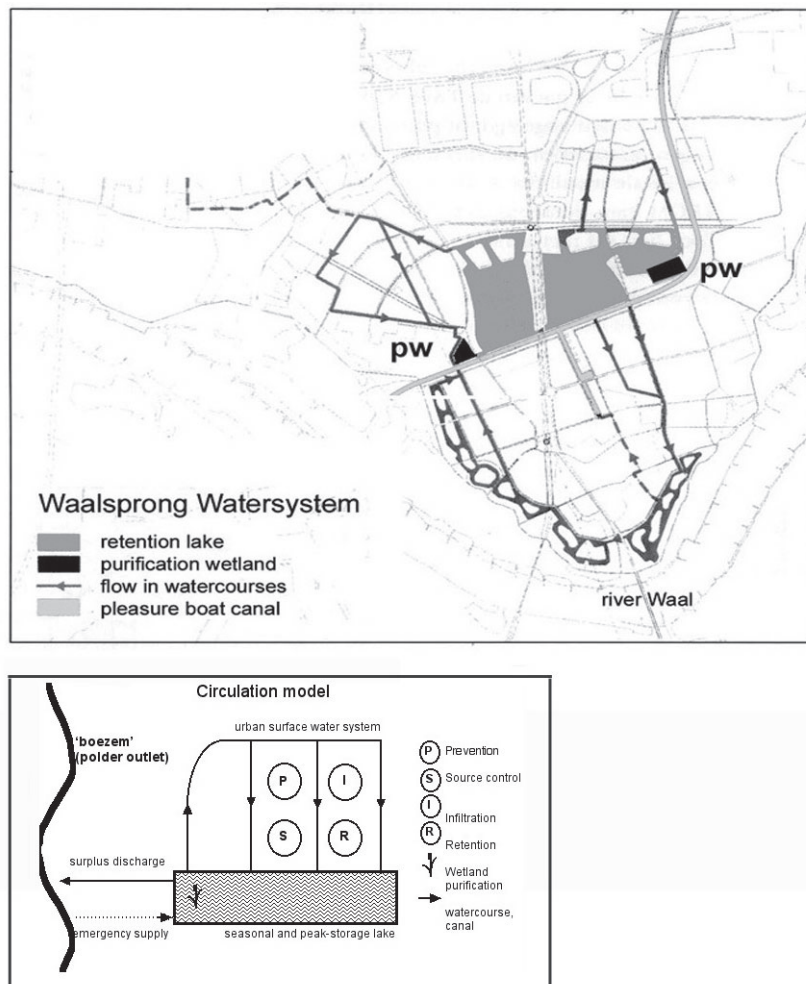 pw
pw
Waalsprong Watersystem
retention lake
purification wetland
flow in watercourses
pleasure boat canal
river Waal
Circulation model
'boezem'
(polder outlet)
urban surface water system
P
I
S
R
surplus discharge
emergency supply
seasonal and peak-storage lake
P Prevention
S Source control
I Infiltration
R Retention
Wetland
purification
watercourse,
canal